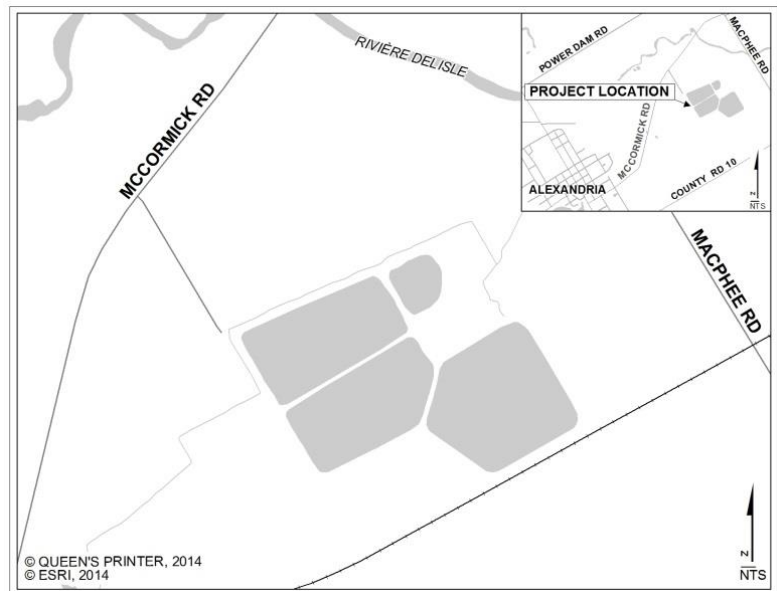 RIVIÈRE DELISLE
MCCORMICK RD
MACPHEE RD
© QUEEN'S PRINTER, 2014
© ESRI, 2014
N
NTS
POWER DAM RD
MACPHEE RD
PROJECT LOCATION
MCCORMICK RD
ALEXANDRIA
COUNTY RD 10
N
NTS